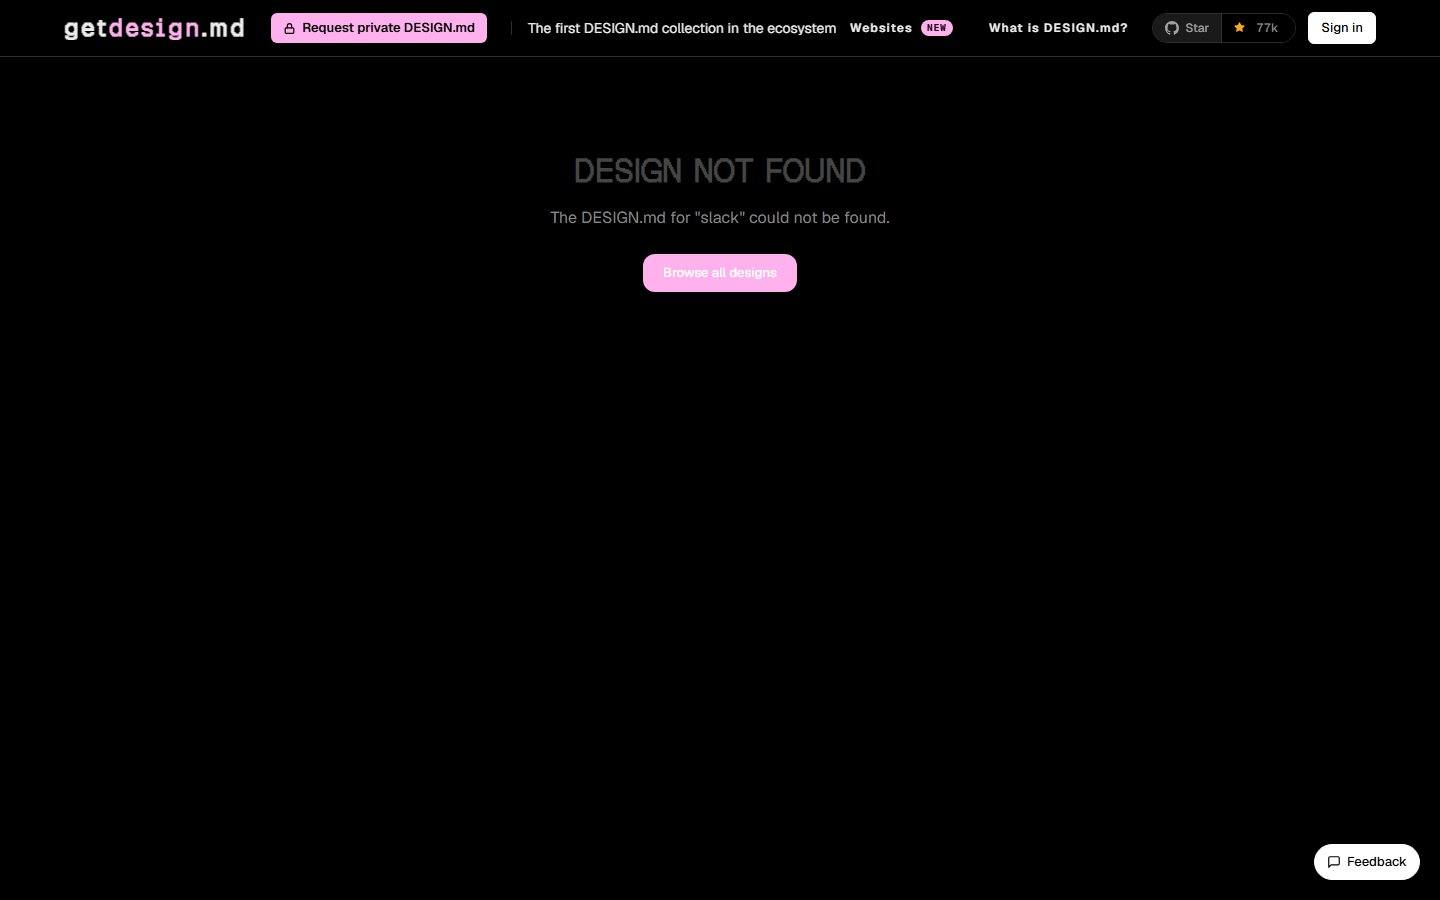 getdesign.md
Request private DESIGN.md
The first DESIGN.md collection in the ecosystem
Websites NEW
What is DESIGN.md?
Star 77k
Sign in
DESIGN NOT FOUND
The DESIGN.md for "slack" could not be found.
Browse all designs
Feedback